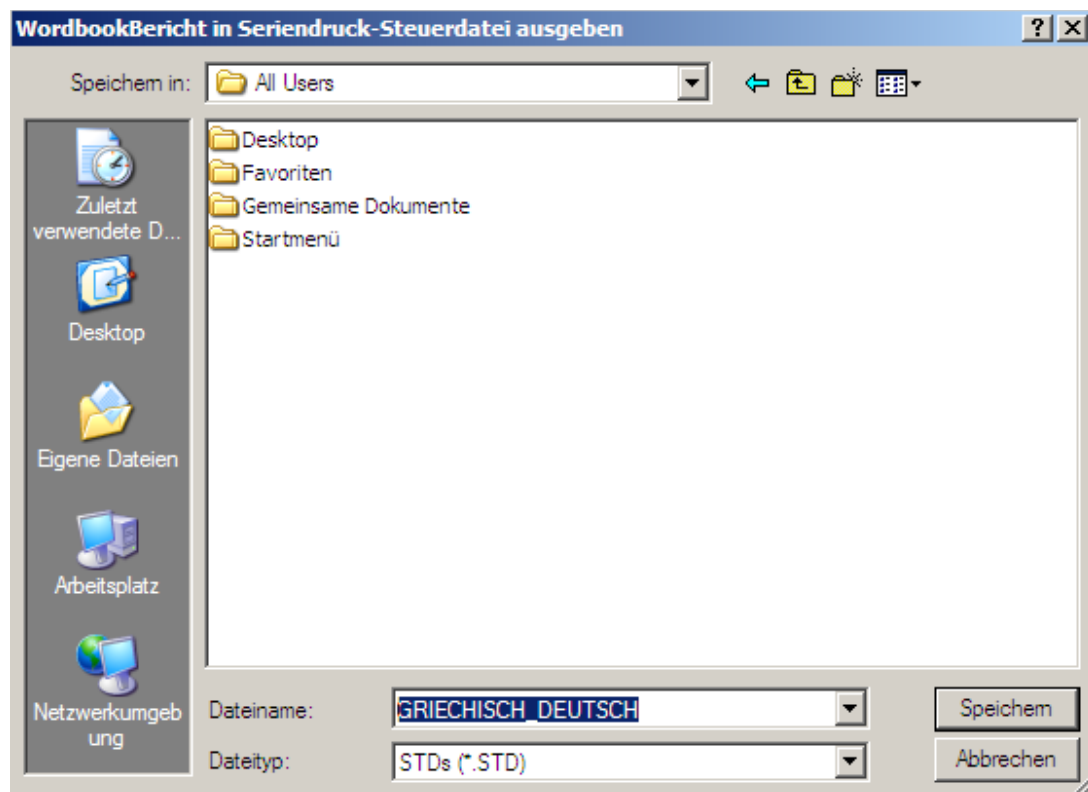 WordbookBericht in Seriendruck-Steuerdatei ausgeben
Speichern in:
All Users
Zuletzt
verwendete D...
Desktop
Eigene Dateien
Arbeitsplatz
Netzwerkumgeb
ung
Desktop
Favoriten
Gemeinsame Dokumente
Startmenü
Dateiname:
GRIECHISCH_DEUTSCH
Speichern
Dateityp:
STDs (*.STD)
Abbrechen